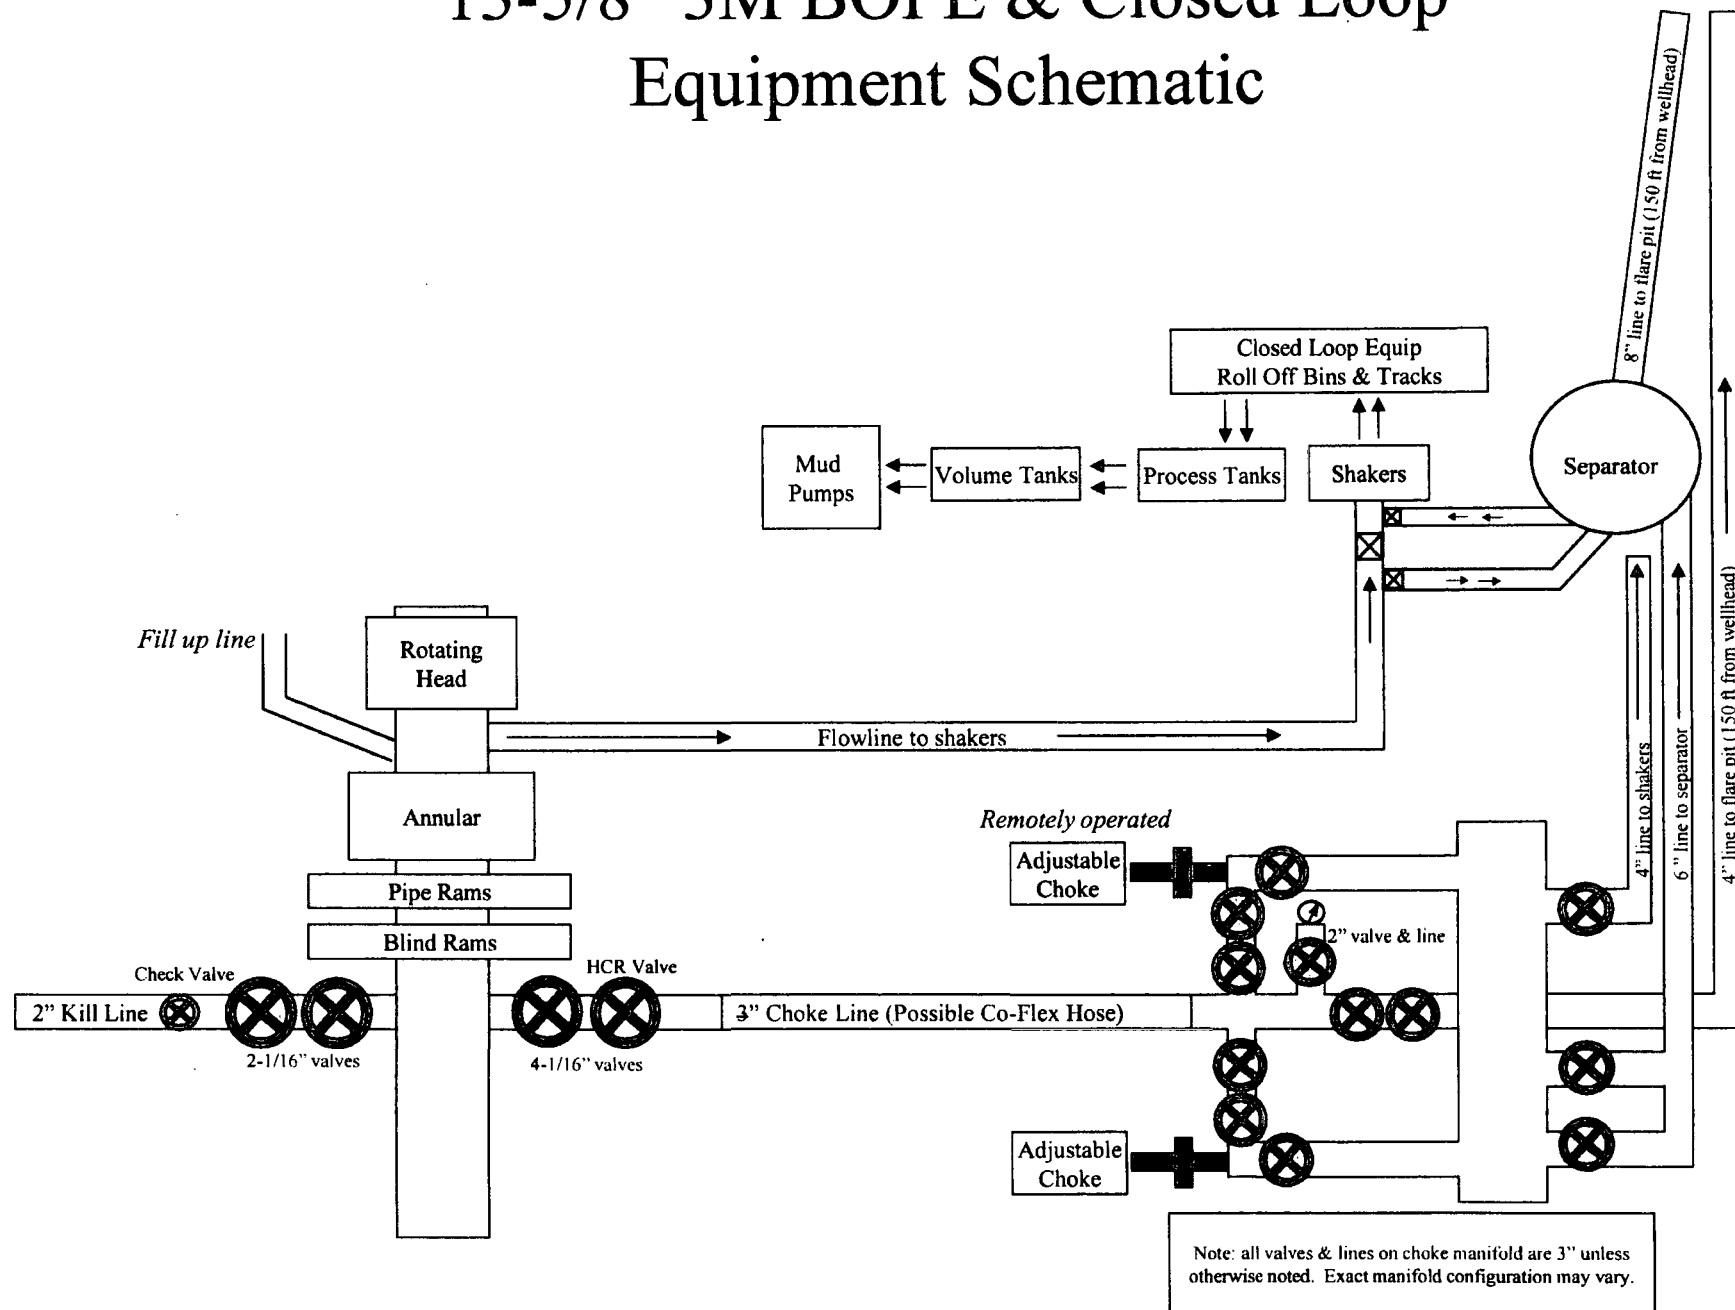 BOPE & Closed Loop
Equipment Schematic
8" line to flare pit (150 ft from wellhead)
Closed Loop Equip
Roll Off Bins & Tracks
Mud
Pumps
Volume Tanks
Process Tanks
Shakers
Separator
Fill up line
Rotating
Head
Flowline to shakers
Annular
Pipe Rams
Blind Rams
Remotely operated
Adjustable
Choke
2" valve & line
4" line to shakers
6 " line to separator
4" line to flare pit (150 ft from wellhead)
Check Valve
HCR Valve
2" Kill Line
3" Choke Line (Possible Co-Flex Hose)
2-1/16" valves
4-1/16" valves
Adjustable
Choke
Note: all valves & lines on choke manifold are 3" unless
otherwise noted. Exact manifold configuration may vary.